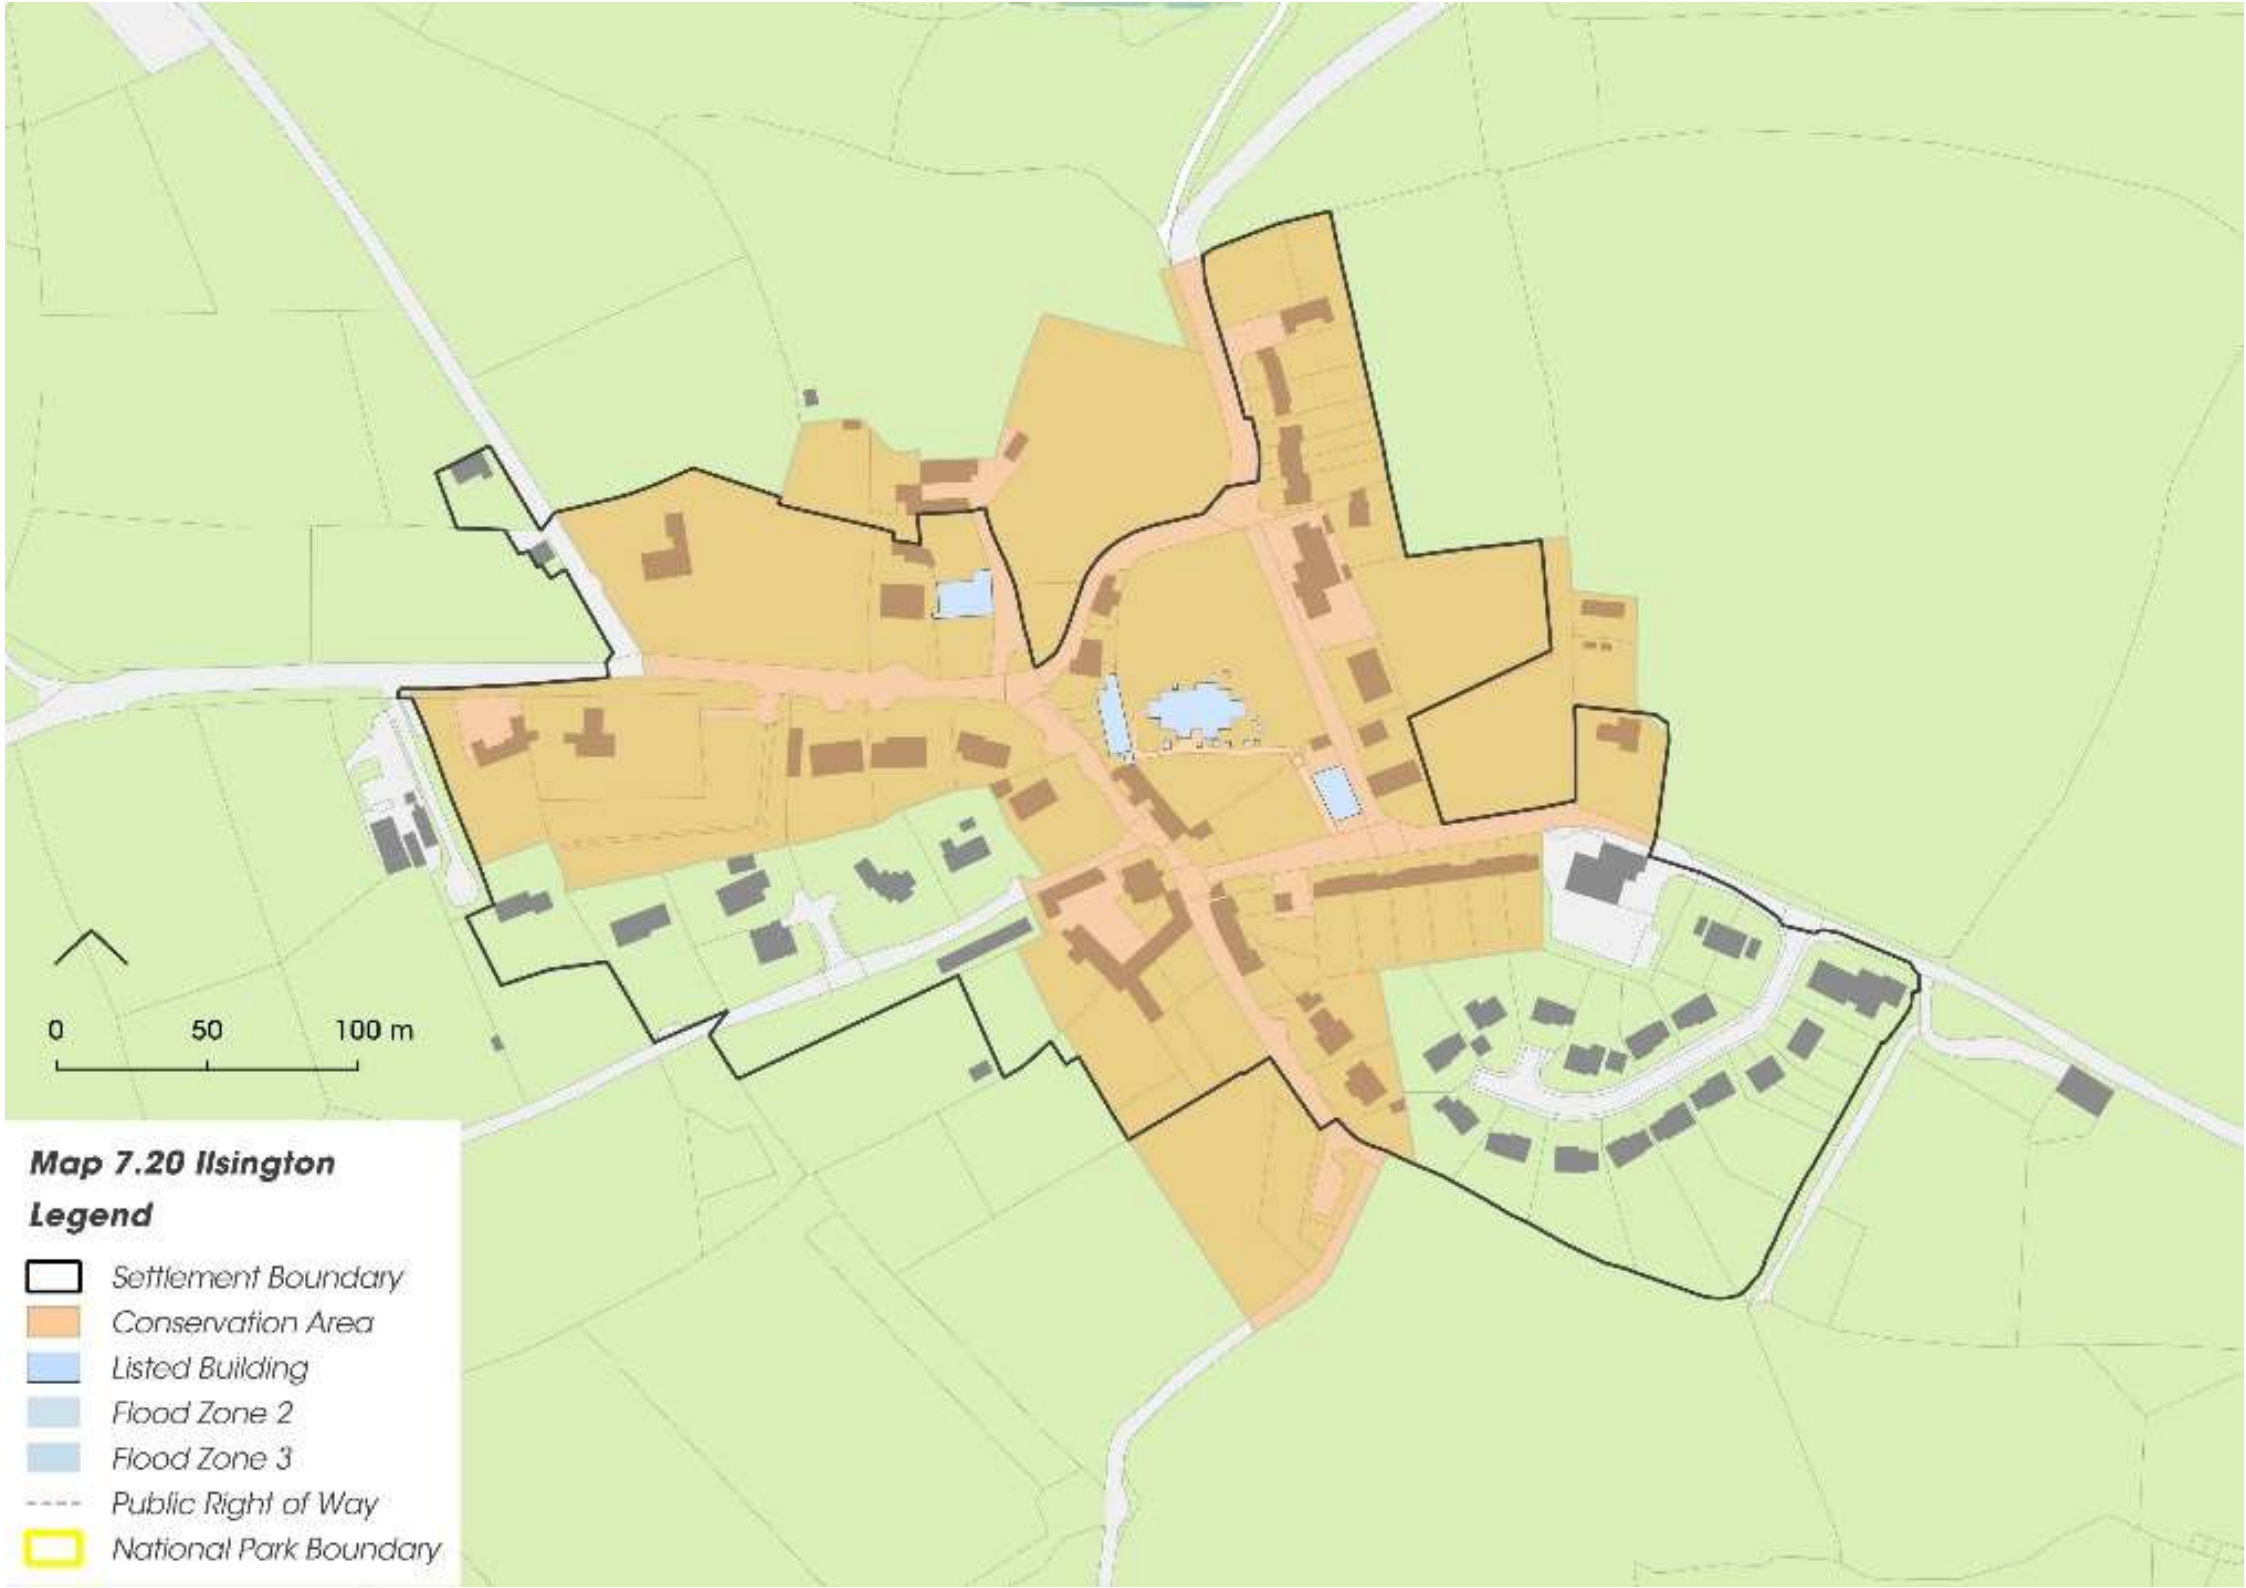 0 50 100 m
Map 7.20 Ilsington
Legend
Settlement Boundary
Conservation Area
Listed Building
Flood Zone 2
Flood Zone 3
Public Right of Way
National Park Boundary